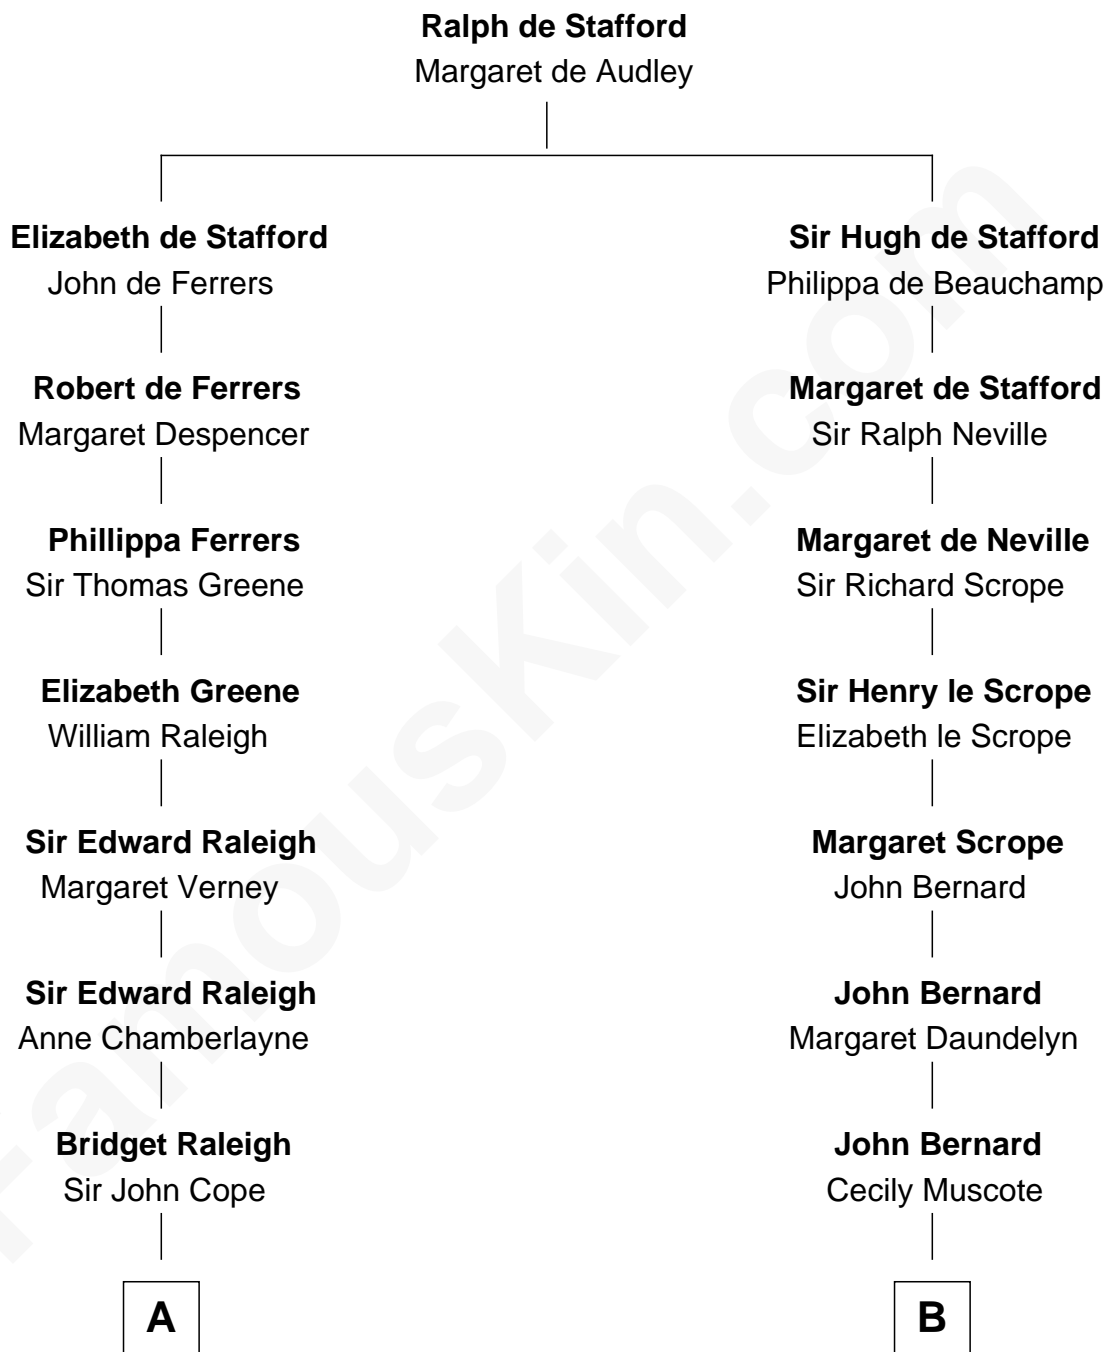 Ralph de Stafford
Margaret de Audley
Elizabeth de Stafford
John de Ferrers
Sir Hugh de Stafford
Philippa de Beauchamp
Robert de Ferrers
Margaret Despencer
Margaret de Stafford
Sir Ralph Neville
Phillippa Ferrers
Sir Thomas Greene
Margaret de Neville
Sir Richard Scrope
Elizabeth Greene
William Raleigh
Sir Henry le Scrope
Elizabeth le Scrope
Sir Edward Raleigh
Margaret Verney
Margaret Scrope
John Bernard
Sir Edward Raleigh
Anne Chamberlayne
John Bernard
Margaret Daundelyn
Bridget Raleigh
Sir John Cope
John Bernard
Cecily Muscote
A
B
FamousKin.com